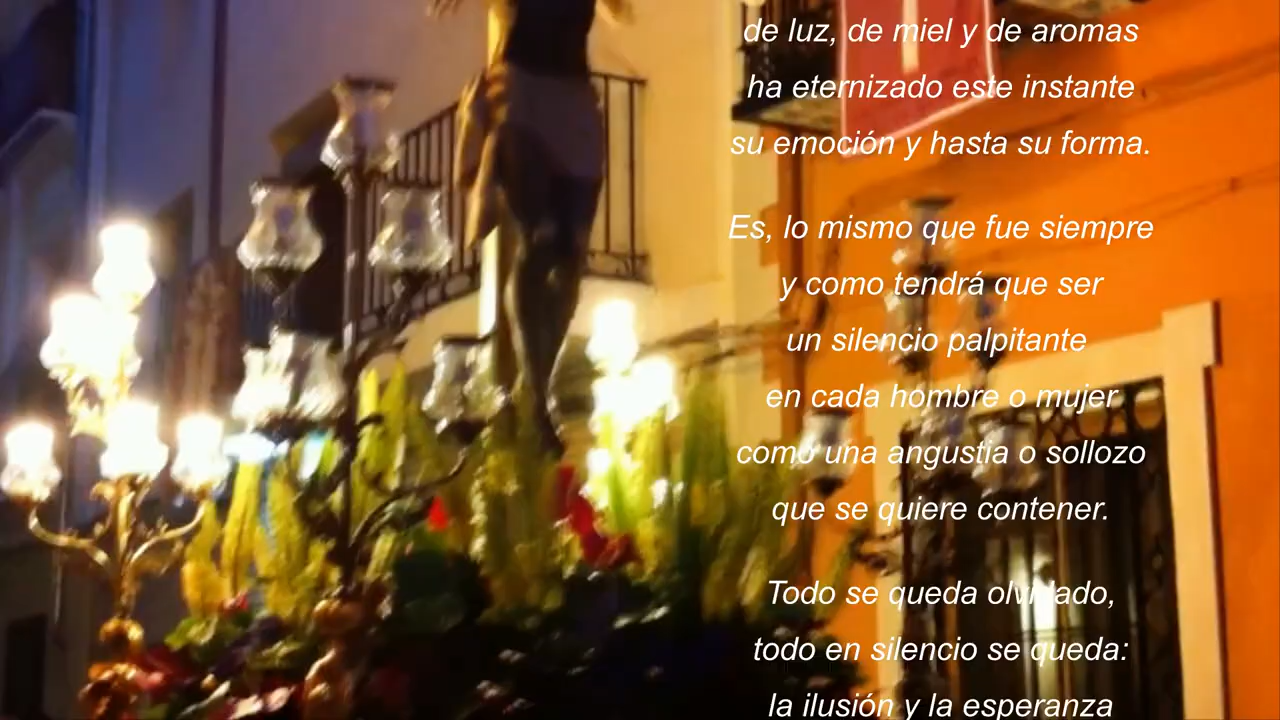 de luz, de miel y de aromas
ha eternizado este instante
su emoción y hasta su forma.
Es, lo mismo que fue siempre
y como tendrá que ser
un silencio palpitante
en cada hombre o mujer
como una angustia o sollozo
que se quiere contener.
Todo se queda olvidado,
todo en silencio se queda:
la ilusión y la esperanza